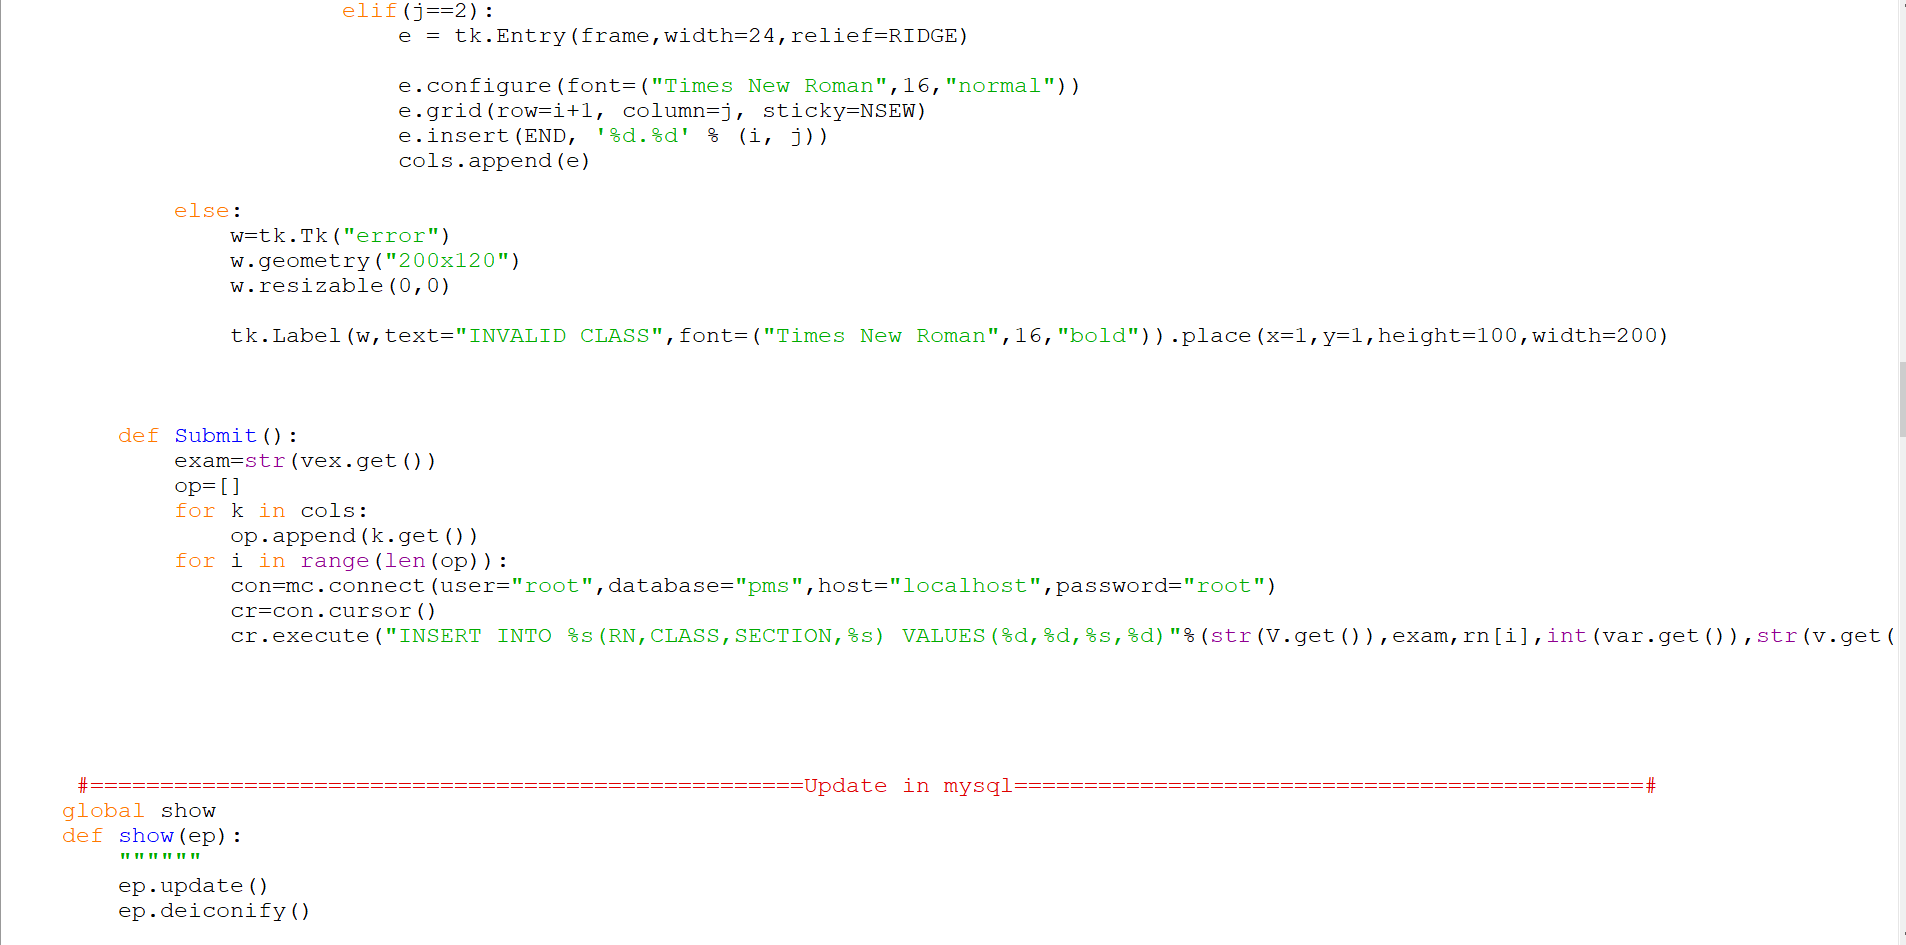 elif(j==2):
e = tk.Entry(frame,width=24,relief=RIDGE)
e.configure(font=("Times New Roman",16,"normal"))
e.grid(row=i+1, column=j, sticky=NSEW)
e.insert(END, '%d.%d' % (i, j))
cols.append(e)
else:
w=tk.Tk("error")
w.geometry("200x120")
w.resizable(0,0)
tk.Label(w,text="INVALID CLASS",font=("Times New Roman",16,"bold")).place(x=1,y=1,height=100,width=200)
def Submit():
exam=str(vex.get())
op=[]
for k in cols:
op.append(k.get())
for i in range(len(op)):
con=mc.connect(user="root",database="pms",host="localhost",password="root")
cr=con.cursor()
cr.execute("INSERT INTO %s(RN,CLASS,SECTION,%s) VALUES(%d,%d,%s,%d)"%(str(V.get()),exam,rn[i],int(var.get()),str(v.get(
#===================================================Update in mysql=============================================#
global show
def show(ep):
""""""
ep.update()
ep.deiconify()